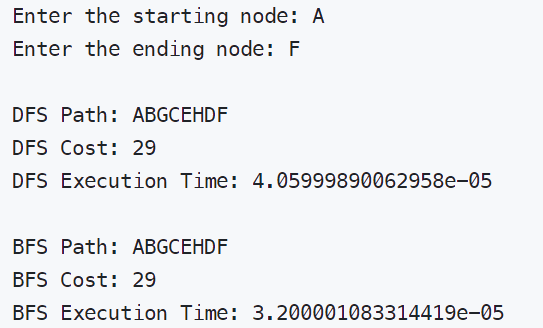 Enter the starting node: A
Enter the ending node: F
DFS Path: ABGCEHDF
DFS Cost: 29
DFS Execution Time: 4.05999890062958e-05
BFS Path: ABGCEHDF
BFS Cost: 29
BFS Execution Time: 3.200001083314419e-05